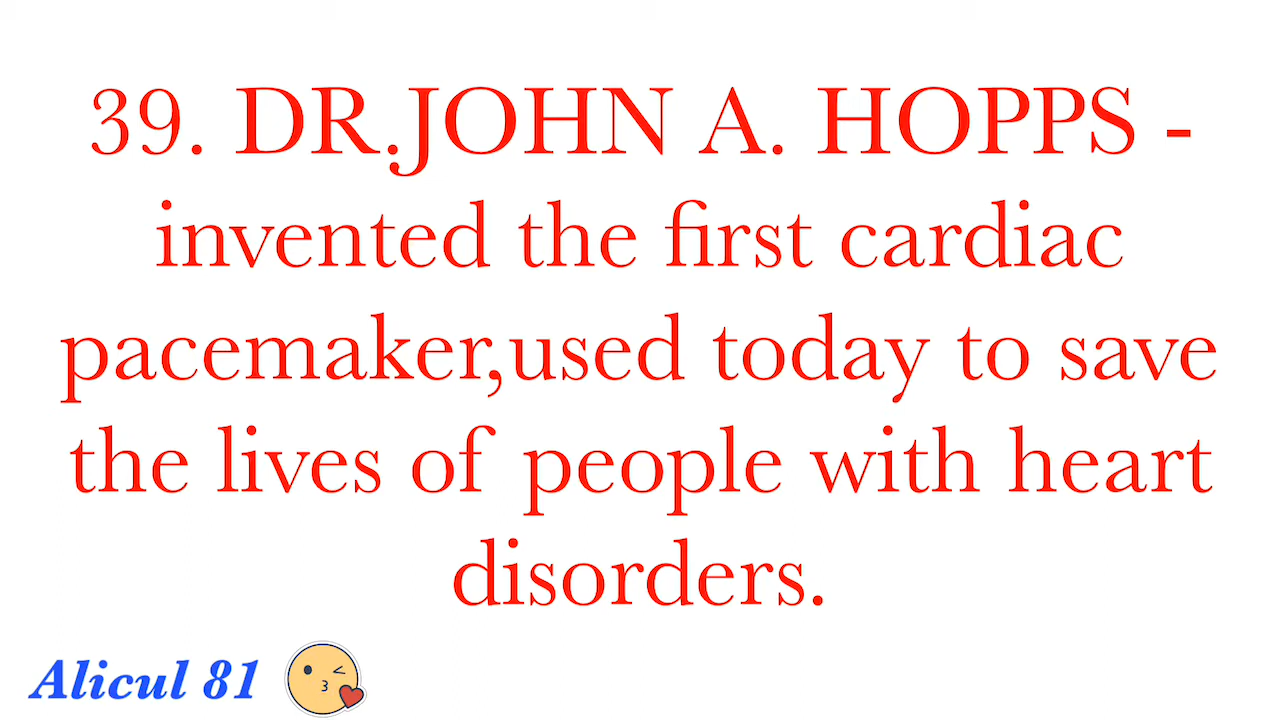 39. DR.JOHN A. HOPPS -
invented the first cardiac
pacemaker,used today to save
the lives of people with heart
disorders.
Alicul 81